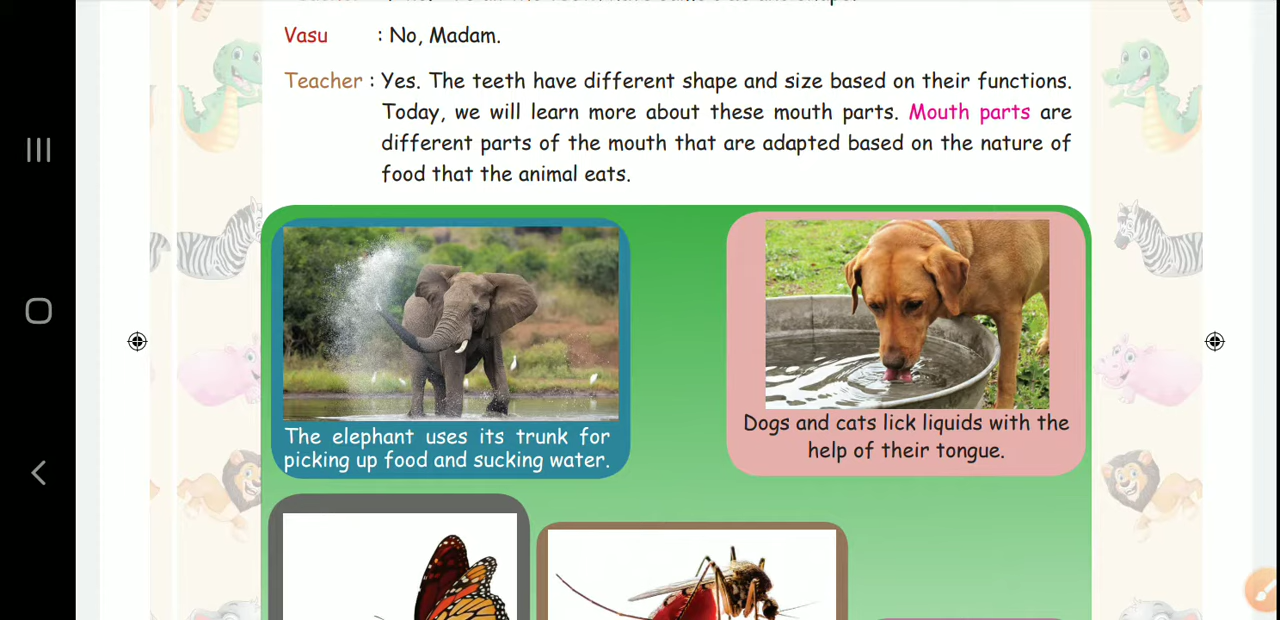 Vasu : No, Madam.
Teacher : Yes. The teeth have different shape and size based on their functions.
Today, we will learn more about these mouth parts. Mouth parts are
different parts of the mouth that are adapted based on the nature of
food that the animal eats.
The elephant uses its trunk for
picking up food and sucking water.
Dogs and cats lick liquids with the
help of their tongue.